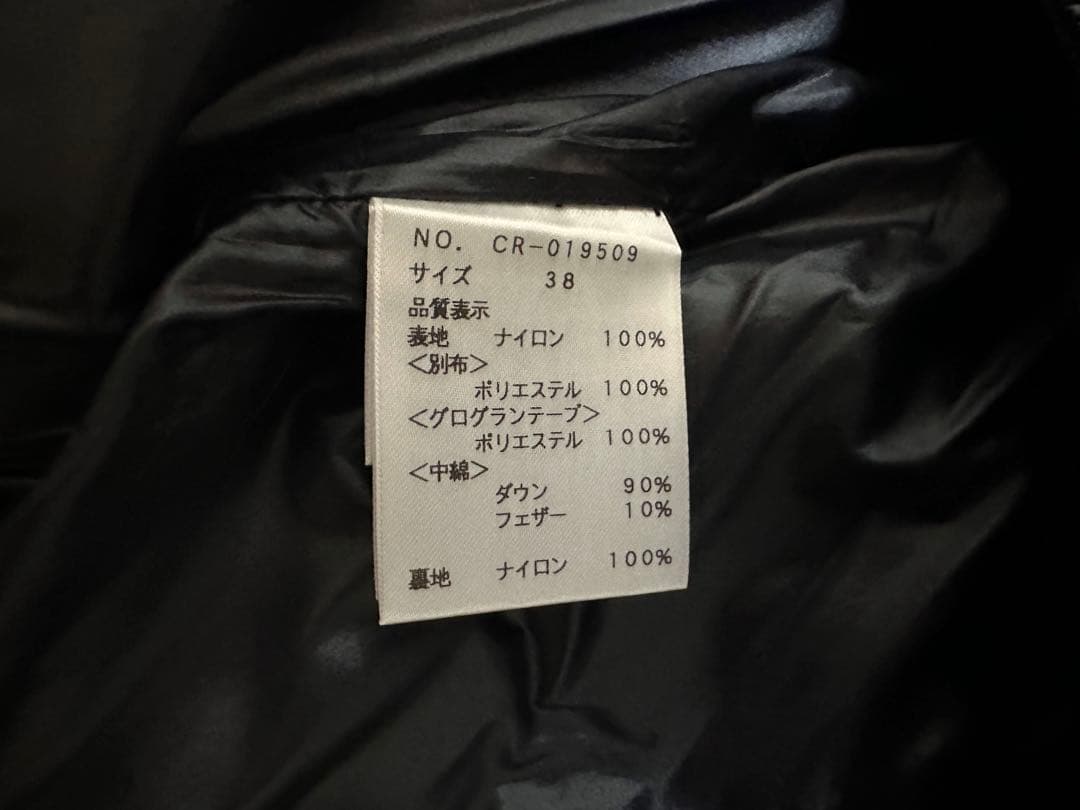 NO. CR-019509
サイズ 38
品質表示
表地 ナイロン 100%
<別布>
ポリエステル 100%
<グログランテープ>
ポリエステル 100%
<中綿>
ダウン 90%
フェザー 10%
裏地 ナイロン 100%